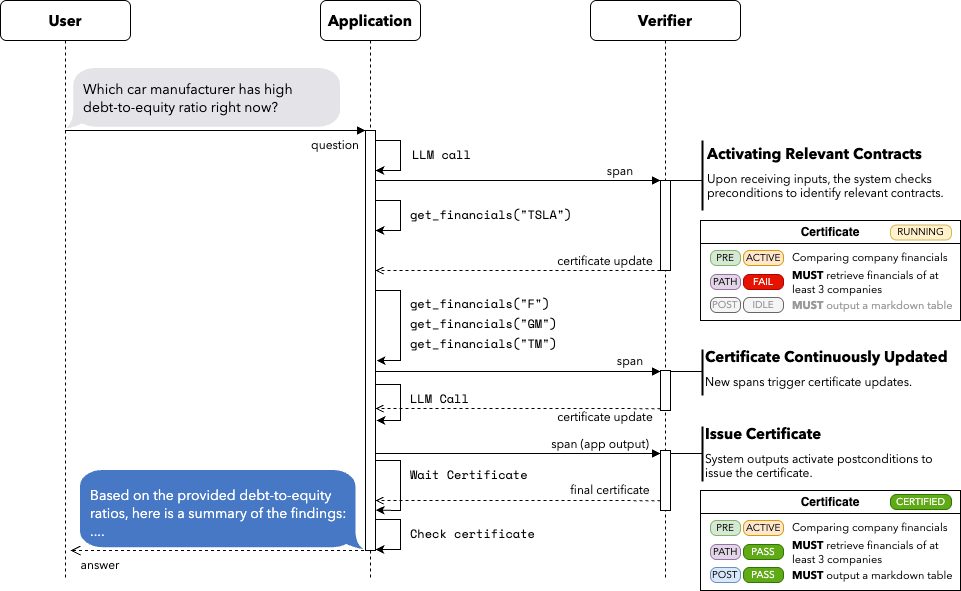 User
Application
Verifier
Which car manufacturer has high
debt-to-equity ratio right now?
question
LLM call
span
Activating Relevant Contracts
Upon receiving inputs, the system checks
preconditions to identify relevant contracts.
get_financials("TSLA")
certificate update
Certificate RUNNING
PRE ACTIVE Comparing company financials
PATH FAIL MUST retrieve financials of at
least 3 companies
POST IDLE MUST output a markdown table
get_financials("F")
get_financials("GM")
get_financials("TM")
span
Certificate Continuously Updated
New spans trigger certificate updates.
LLM Call
certificate update
span (app output)
Issue Certificate
System outputs activate postconditions to
issue the certificate.
Wait Certificate
final certificate
Certificate CERTIFIED
PRE ACTIVE Comparing company financials
PATH PASS MUST retrieve financials of at
least 3 companies
POST PASS MUST output a markdown table
Based on the provided debt-to-equity
ratios, here is a summary of the findings:
....
Check certificate
answer